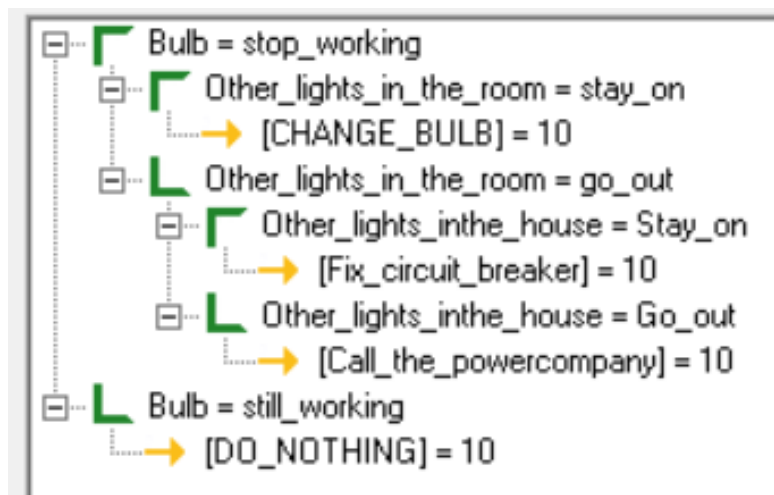 Bulb = stop_working
Other_lights_in_the_room = stay_on
[CHANGE_BULB] = 10
Other_lights_in_the_room = go_out
Other_lights_inthe_house = Stay_on
[Fix_circuit_breaker] = 10
Other_lights_inthe_house = Go_out
[Call_the_powercompany] = 10
Bulb = still_working
[DO_NOTHING] = 10